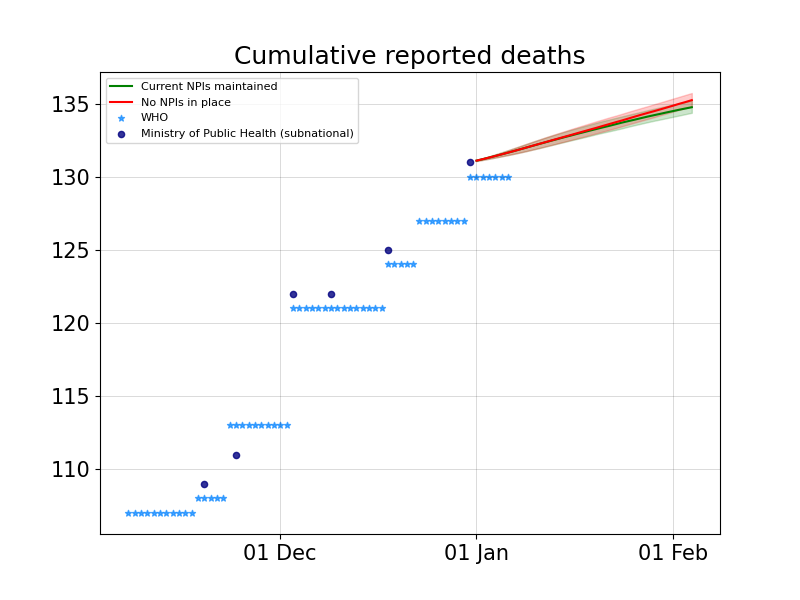 Cumulative reported deaths
Current NPIs maintained
No NPIs in place
WHO
Ministry of Public Health (subnational)
135
130
125
120
115
110
01 Dec
01 Jan
01 Feb